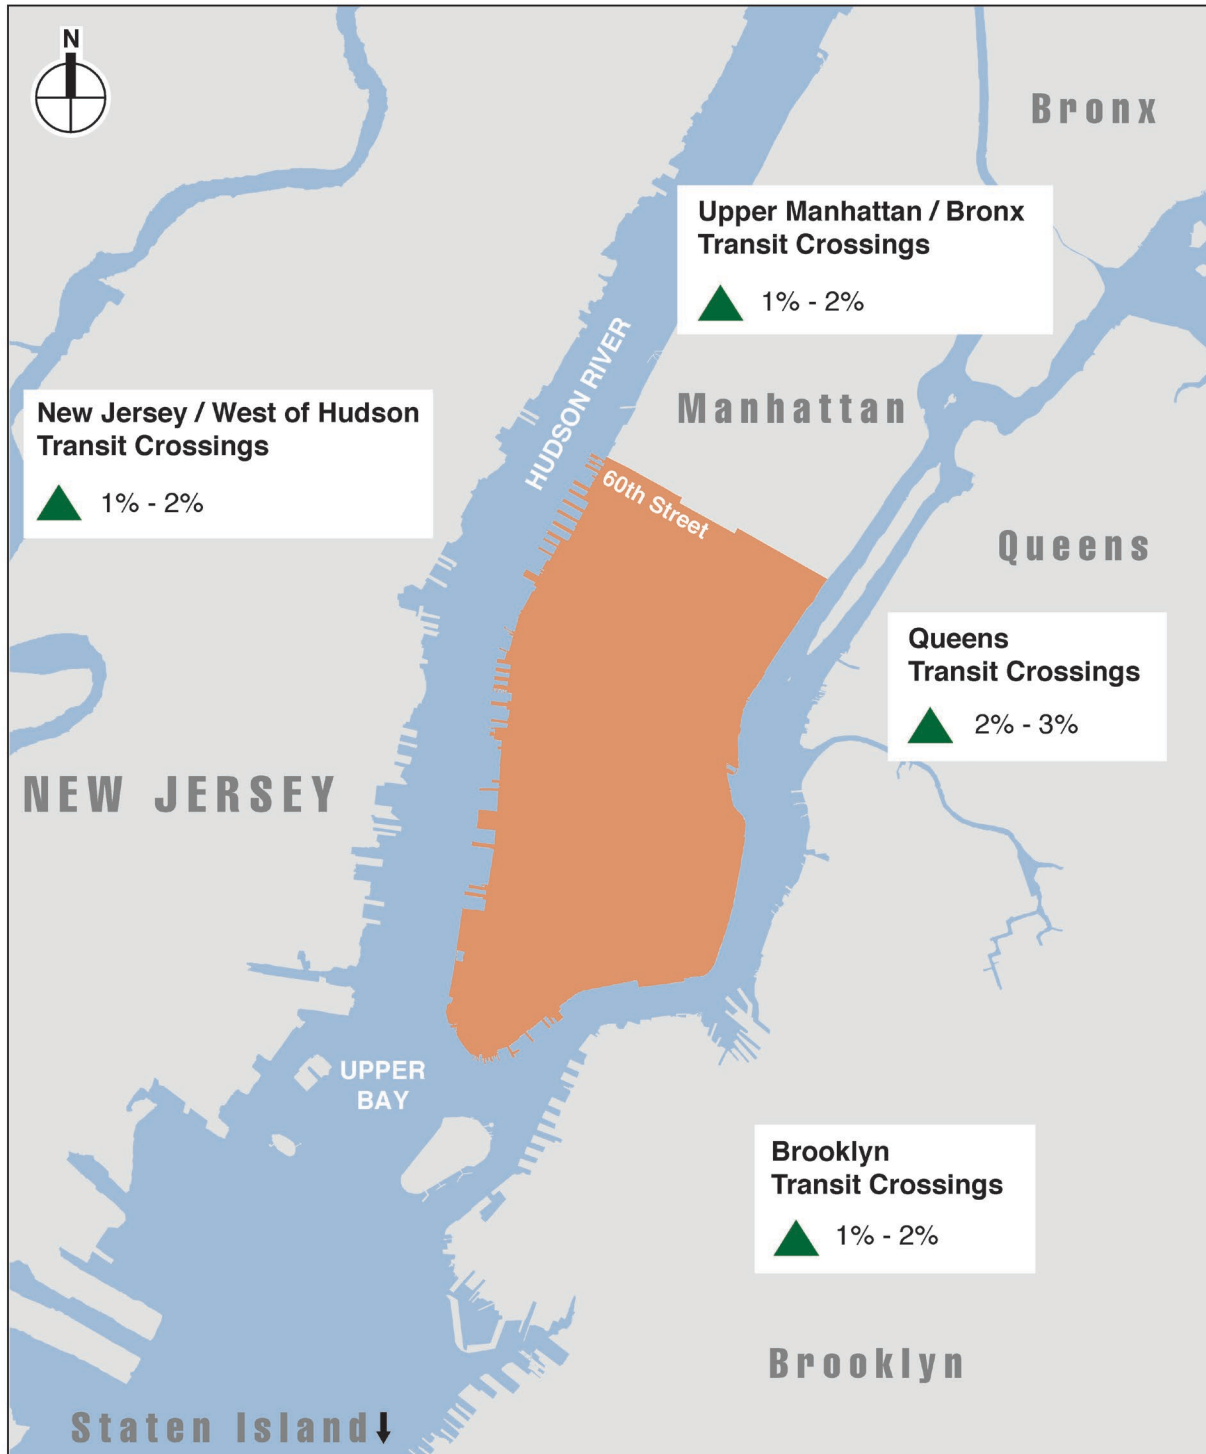 N
Bronx
Upper Manhattan / Bronx
Transit Crossings
1% - 2%
HUDSON RIVER
Manhattan
New Jersey / West of Hudson
Transit Crossings
1% - 2%
60th Street
Queens
Queens
Transit Crossings
2% - 3%
NEW JERSEY
UPPER
BAY
Brooklyn
Transit Crossings
1% - 2%
Brooklyn
Staten Island